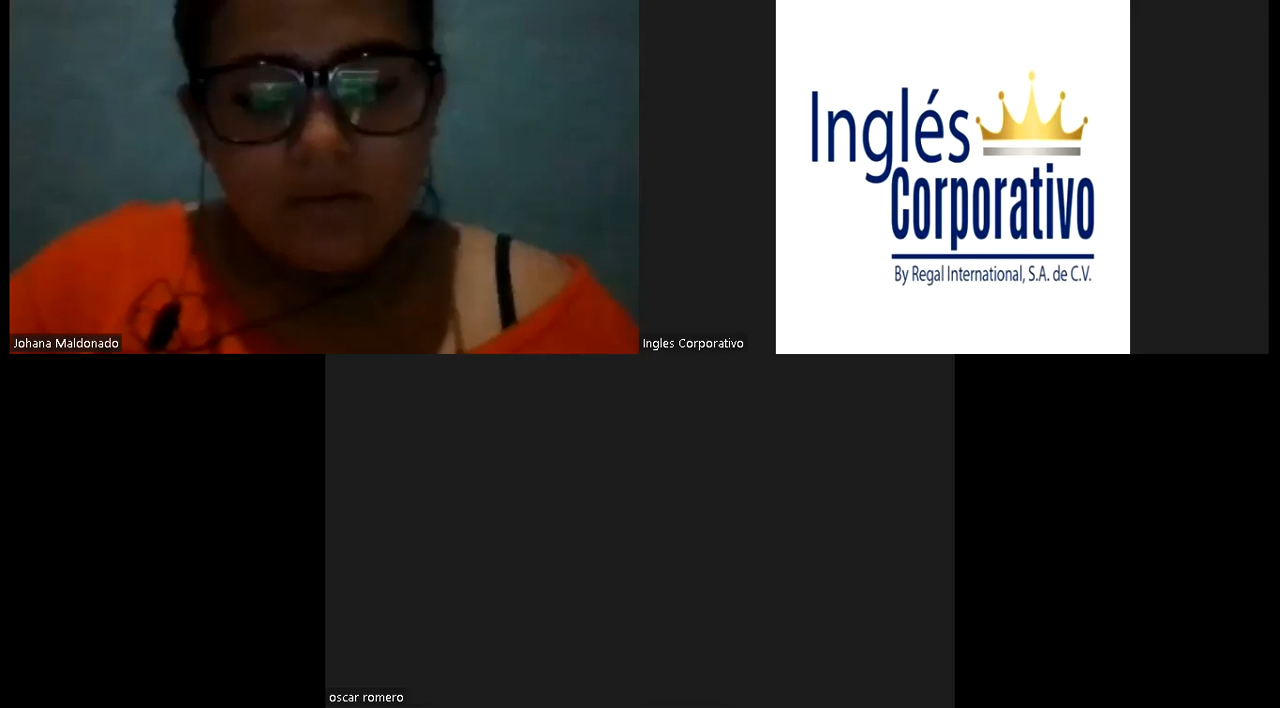 Inglés
Corporativo
By Regal International, S.A. de C.V.
Johana Maldonado
Ingles Corporativo
oscar romero